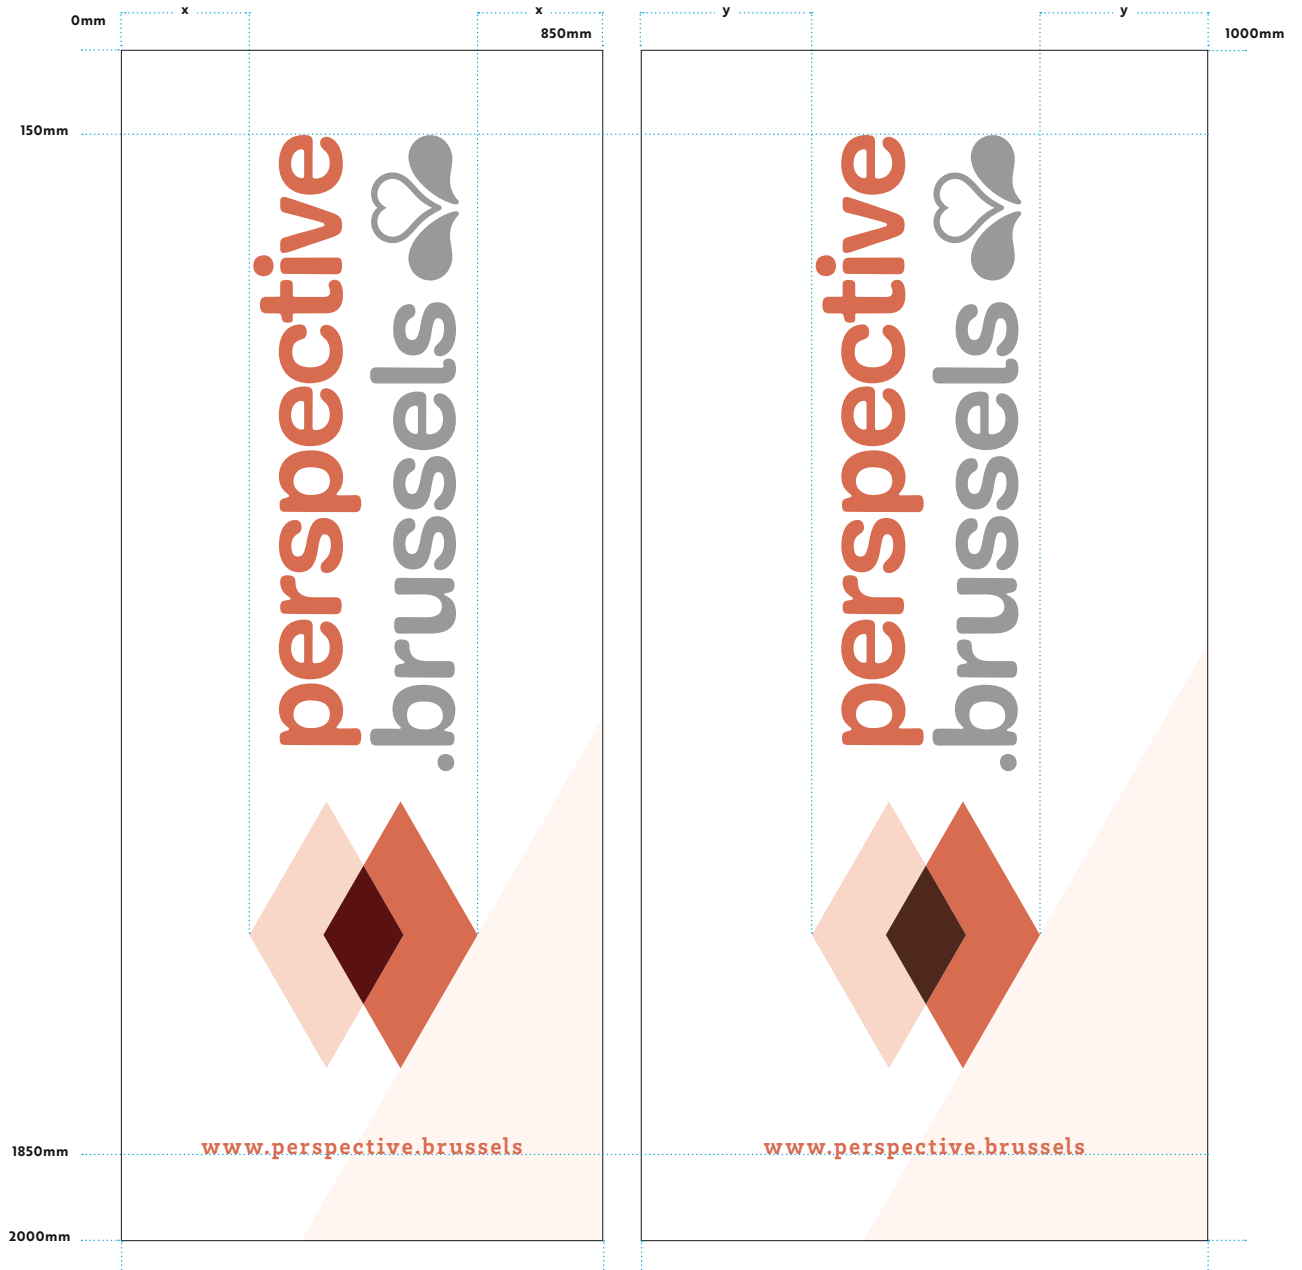 x
x
y
y
0mm
850mm
1000mm
150mm
perspective
.brussels
perspective
.brussels
www.perspective.brussels
www.perspective.brussels
1850mm
2000mm